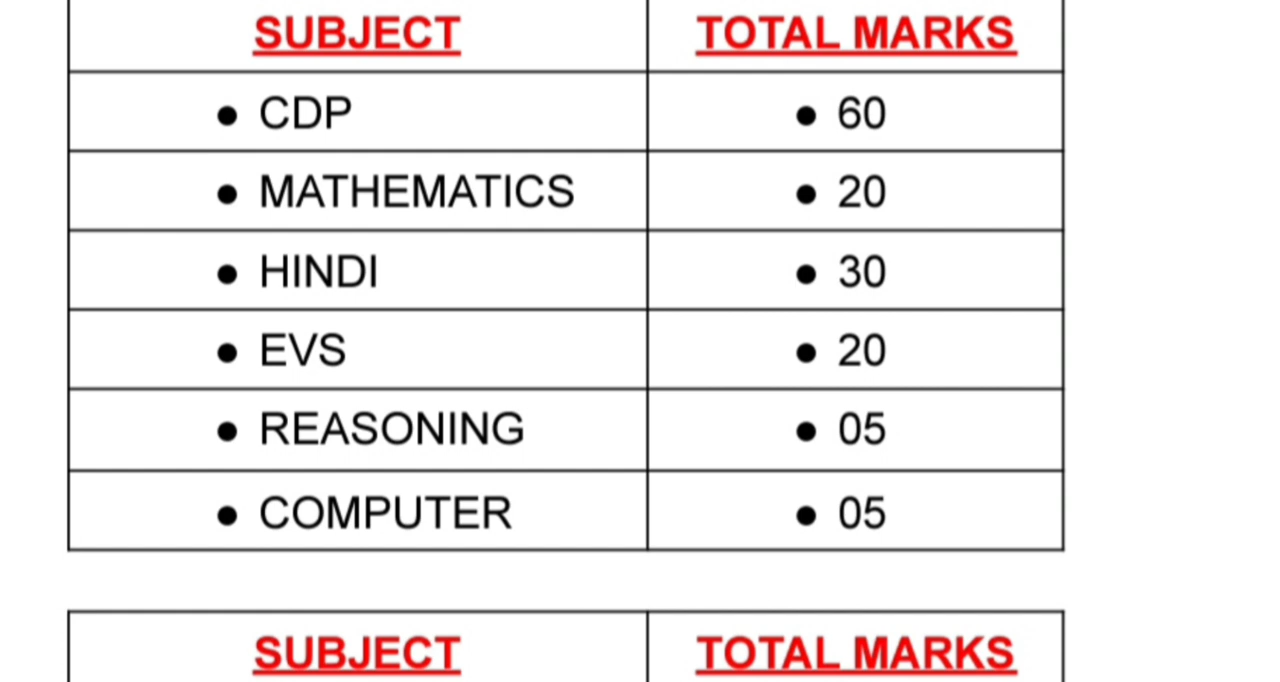 SUBJECT TOTAL MARKS
● CDP ● 60
● MATHEMATICS ● 20
● HINDI ● 30
● EVS ● 20
● REASONING ● 05
● COMPUTER ● 05
SUBJECT TOTAL MARKS